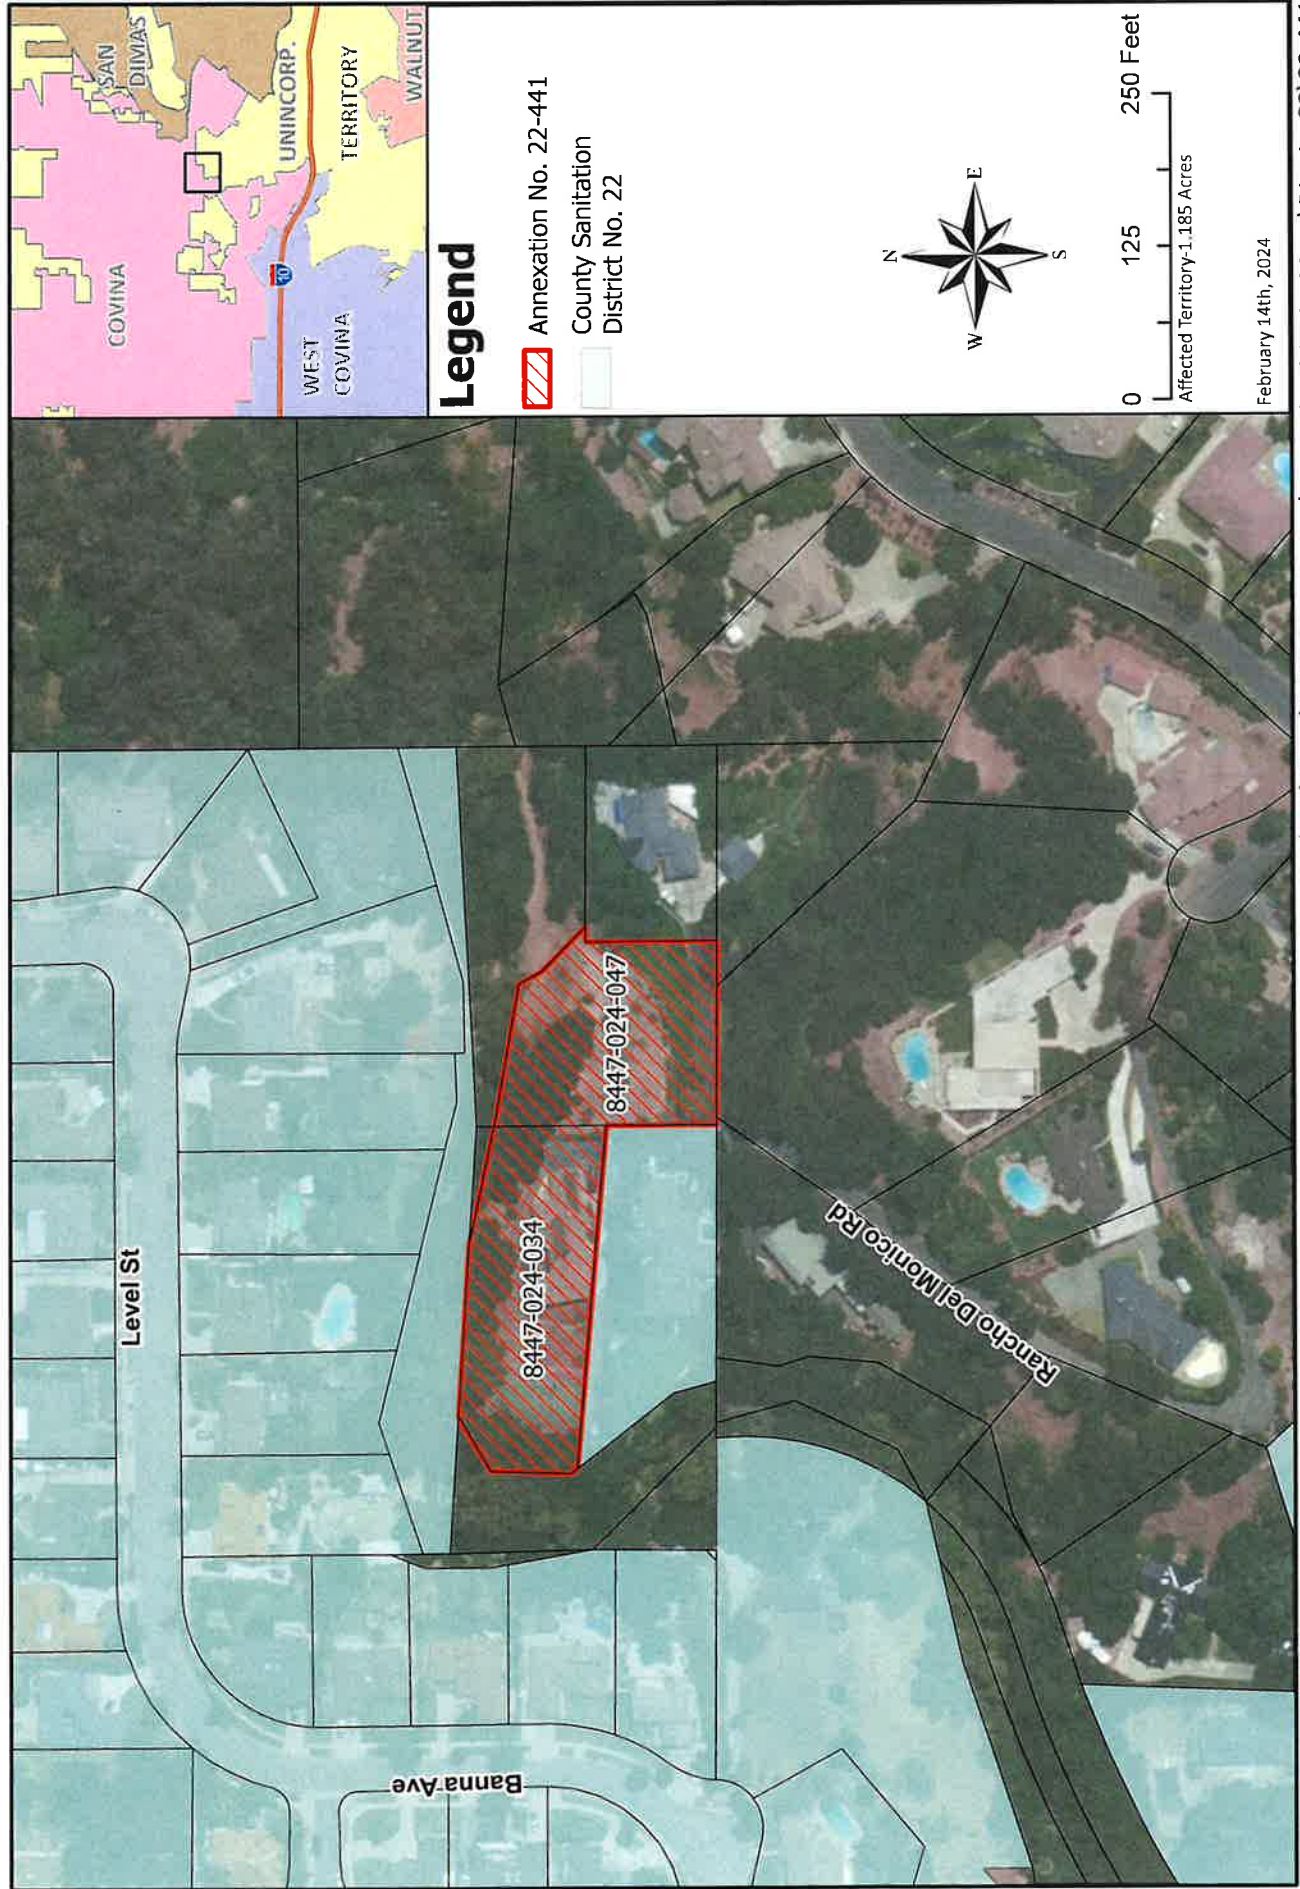 Level St
Banna Ave
8447-024-034
8447-024-047
Rancho Del Monico Rd
COVINA
SAN
DIMAS
UNINCORP.
TERRITORY
WALNUT
WEST
COVINA
10
Legend
Annexation No. 22-441
County Sanitation
District No. 22
N
W
E
S
0 125 250 Feet
Affected Territory-1.185 Acres
February 14th, 2024